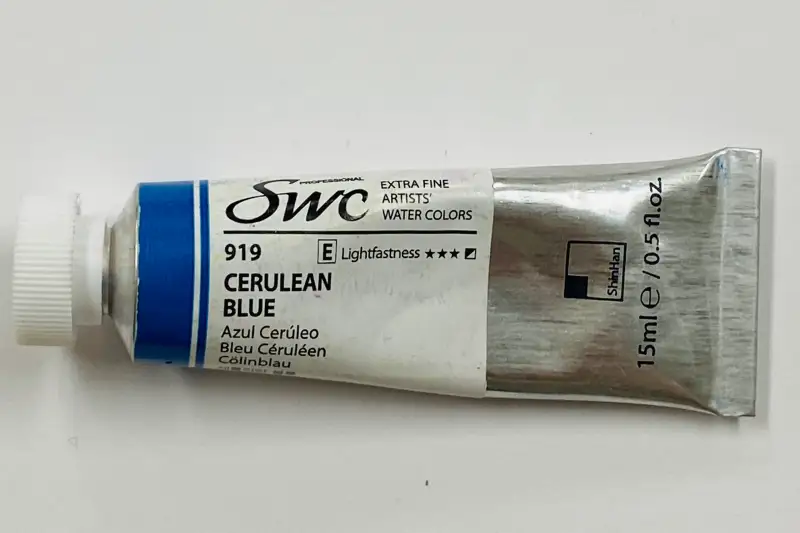 PROFESSIONAL
Swc
EXTRA FINE
ARTISTS'
WATER COLORS
919
E Lightfastness ★★★
CERULEAN
BLUE
Azul Cerúleo
Bleu Céruléen
Cölinblau
ShinHan
15ml ℮ / 0.5 fl.oz.